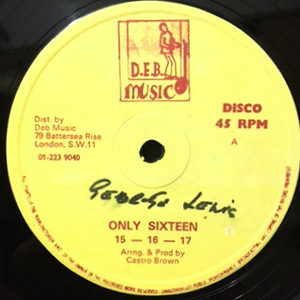 D.E.B.
MUSIC
Dist. by
Deb Music
79 Battersea Rise
London, S.W.11
01-223 9040
DISCO
45 RPM
A
GEORGE Lewis
ONLY SIXTEEN
15 — 16 — 17
Arrng. & Prod by
Castro Brown